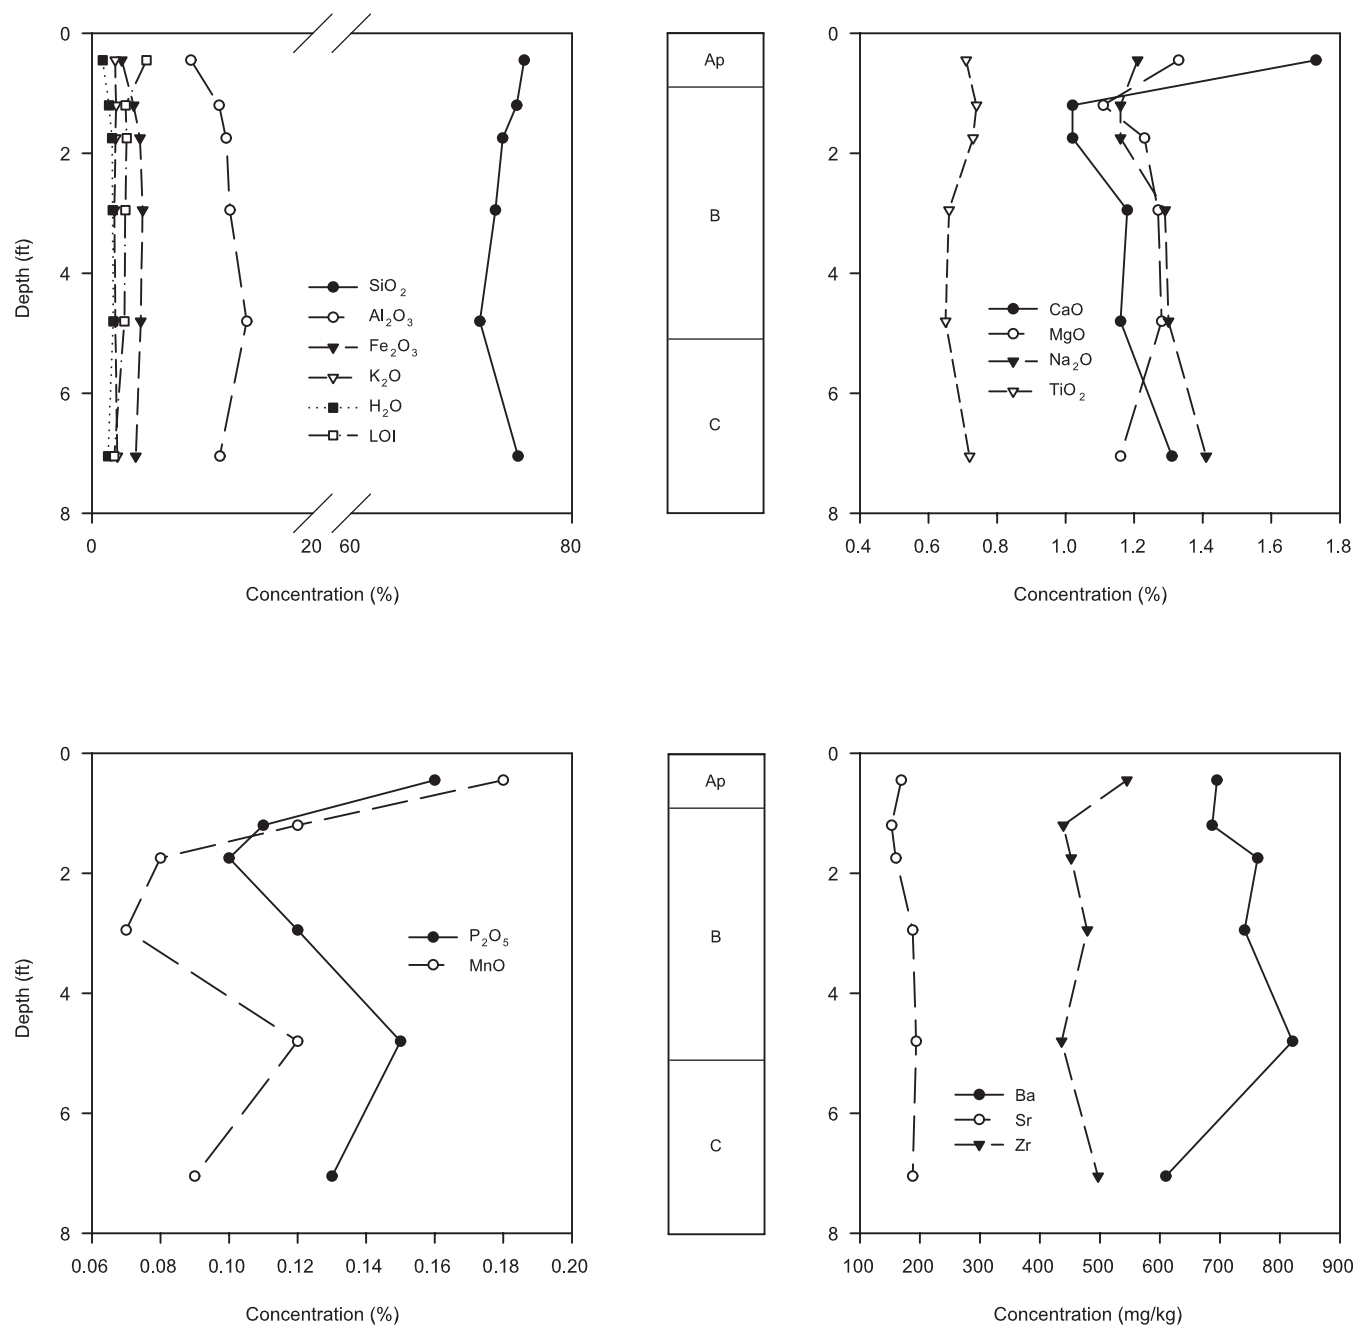 0
2
4
6
8
Depth (ft)
SiO2
Al2O3
Fe2O3
K2O
H2O
LOI
0 20 60 80
Concentration (%)
Ap
B
C
0
2
4
6
8
CaO
MgO
Na2O
TiO2
0.4 0.6 0.8 1.0 1.2 1.4 1.6 1.8
Concentration (%)
0
2
4
6
8
Depth (ft)
P2O5
MnO
0.06 0.08 0.10 0.12 0.14 0.16 0.18 0.20
Concentration (%)
Ap
B
C
0
2
4
6
8
Ba
Sr
Zr
100 200 300 400 500 600 700 800 900
Concentration (mg/kg)